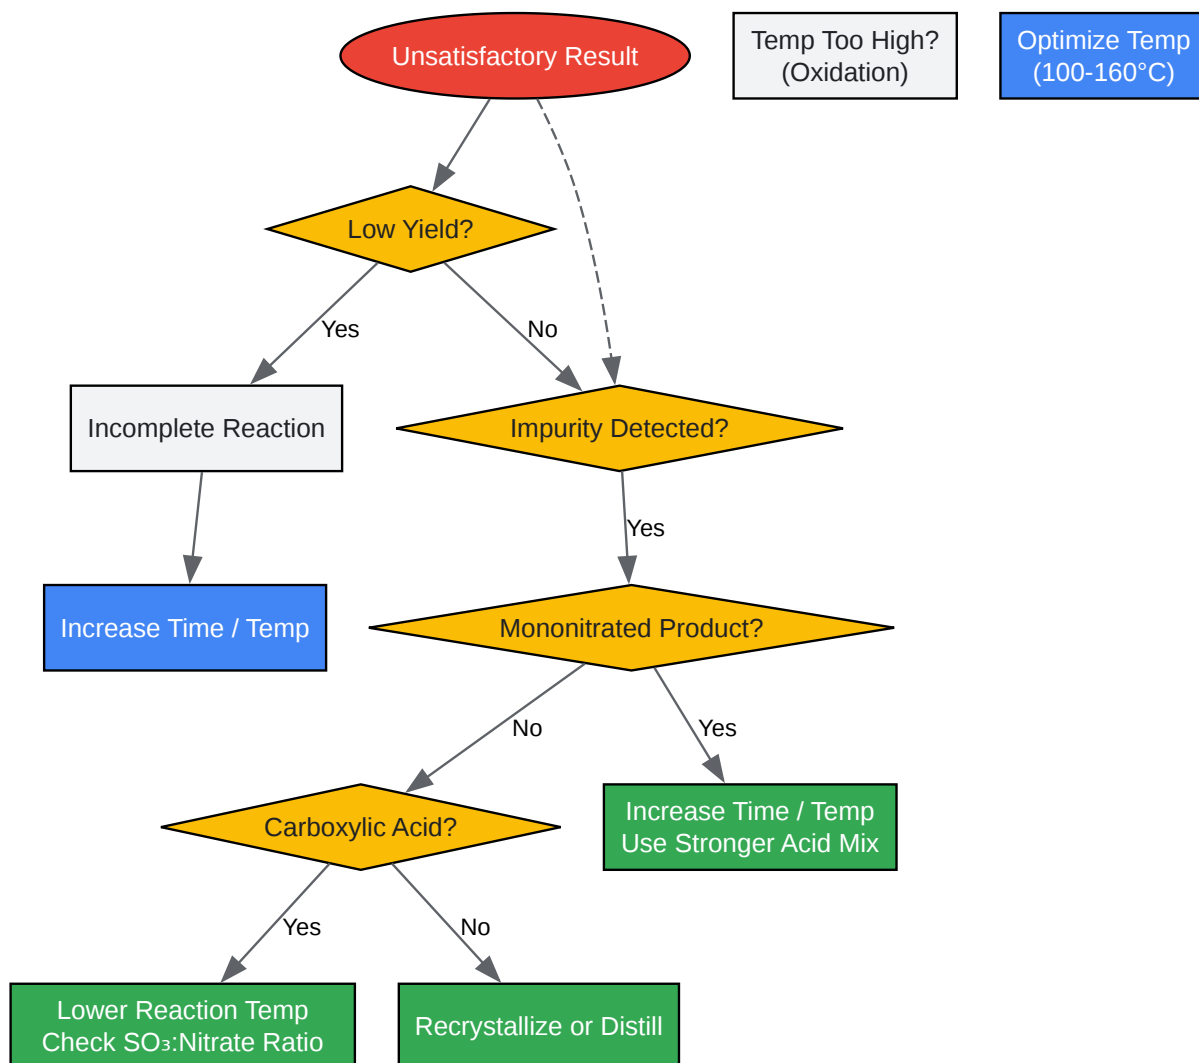 Unsatisfactory Result
Temp Too High?
(Oxidation)
Optimize Temp
(100-160°C)
Low Yield?
Yes
No
Incomplete Reaction
Impurity Detected?
Yes
Increase Time / Temp
Mononitrated Product?
No
Yes
Carboxylic Acid?
Increase Time / Temp
Use Stronger Acid Mix
Yes
No
Lower Reaction Temp
Check SO₃:Nitrate Ratio
Recrystallize or Distill